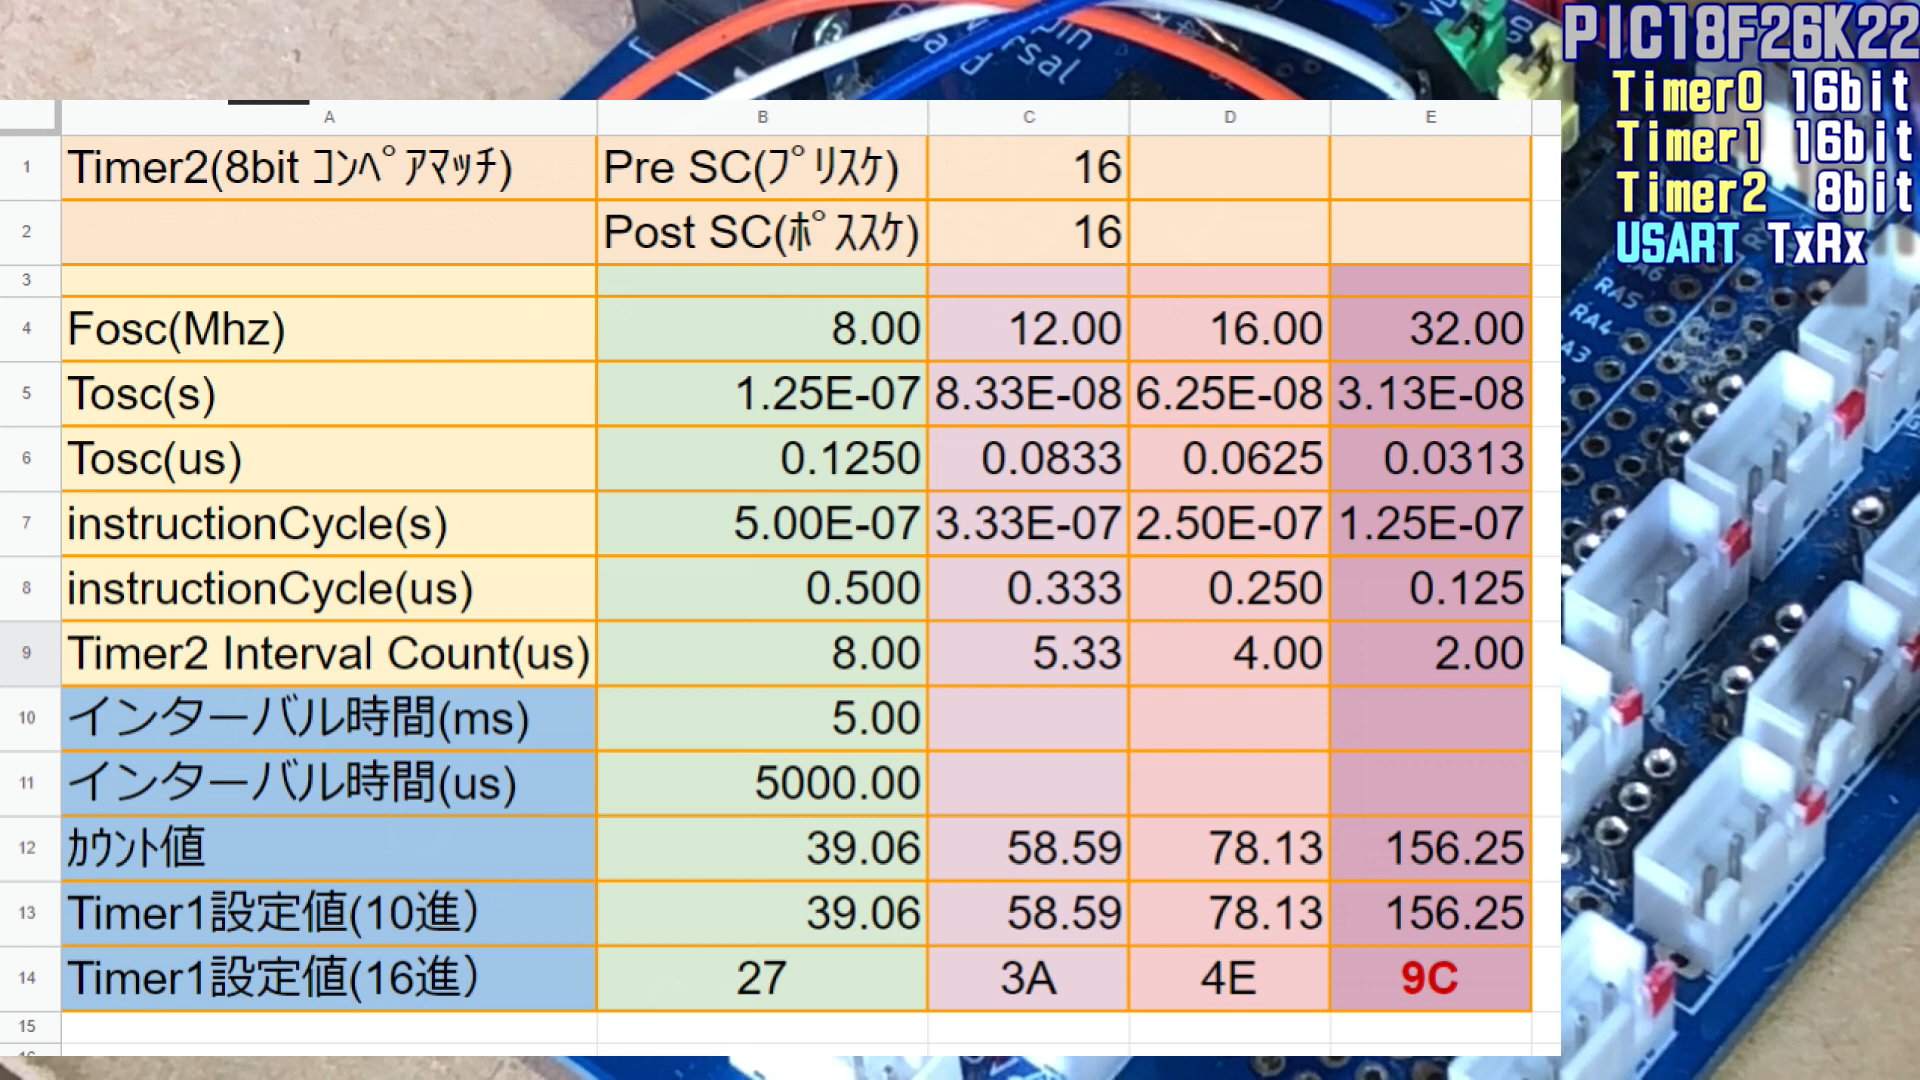 pin
PIC18F26K22
Timer0 16bit
Timer1 16bit
Timer2 8bit
USART TxRx
RA5
RA4
A B C D E
1 Timer2(8bit ｺﾝﾍﾟｱﾏｯﾁ) Pre SC(ﾌﾟﾘｽｹ) 16
2 Post SC(ﾎﾟｽｽｹ) 16
3
4 Fosc(Mhz) 8.00 12.00 16.00 32.00
5 Tosc(s) 1.25E-07 8.33E-08 6.25E-08 3.13E-08
6 Tosc(us) 0.1250 0.0833 0.0625 0.0313
7 instructionCycle(s) 5.00E-07 3.33E-07 2.50E-07 1.25E-07
8 instructionCycle(us) 0.500 0.333 0.250 0.125
9 Timer2 Interval Count(us) 8.00 5.33 4.00 2.00
10 インターバル時間(ms) 5.00
11 インターバル時間(us) 5000.00
12 ｶｳﾝﾄ値 39.06 58.59 78.13 156.25
13 Timer1設定値(10進） 39.06 58.59 78.13 156.25
14 Timer1設定値(16進） 27 3A 4E 9C
15